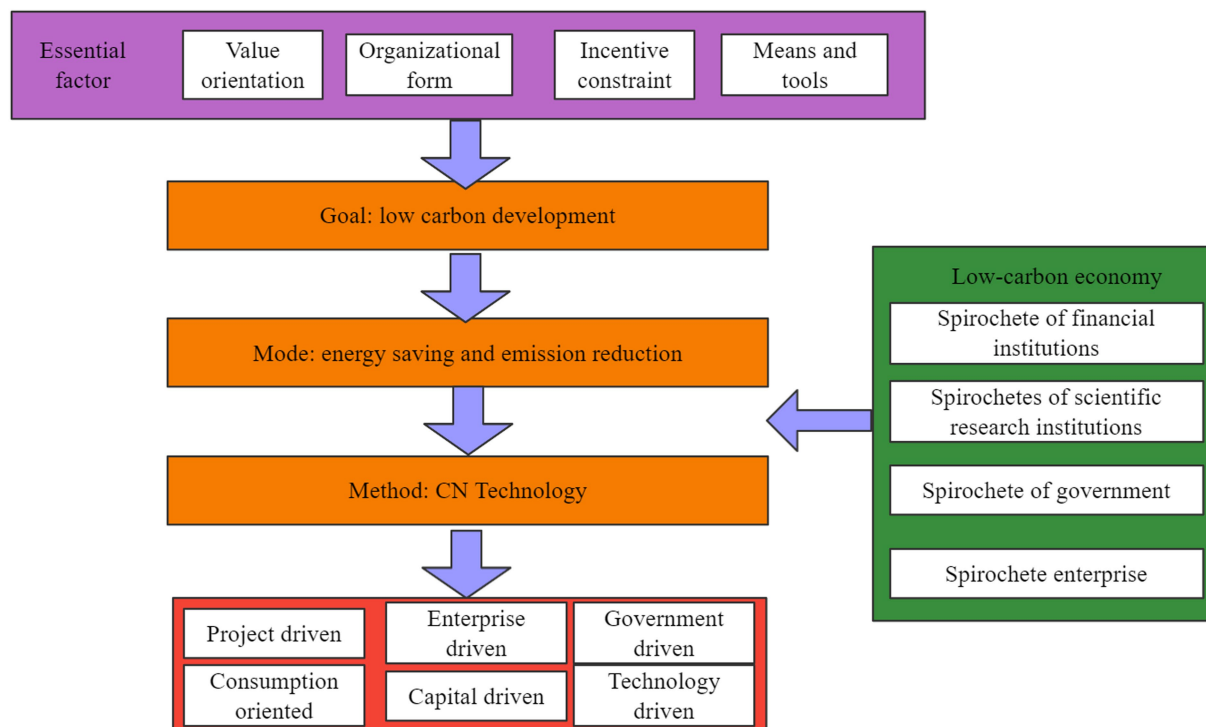 Essential
factor
Value
orientation
Organizational
form
Incentive
constraint
Means and
tools
Goal: low carbon development
Mode: energy saving and emission reduction
Method: CN Technology
Low-carbon economy
Spirochete of financial
institutions
Spirochetes of scientific
research institutions
Spirochete of government
Spirochete enterprise
Project driven
Enterprise
driven
Government
driven
Consumption
oriented
Capital driven
Technology
driven